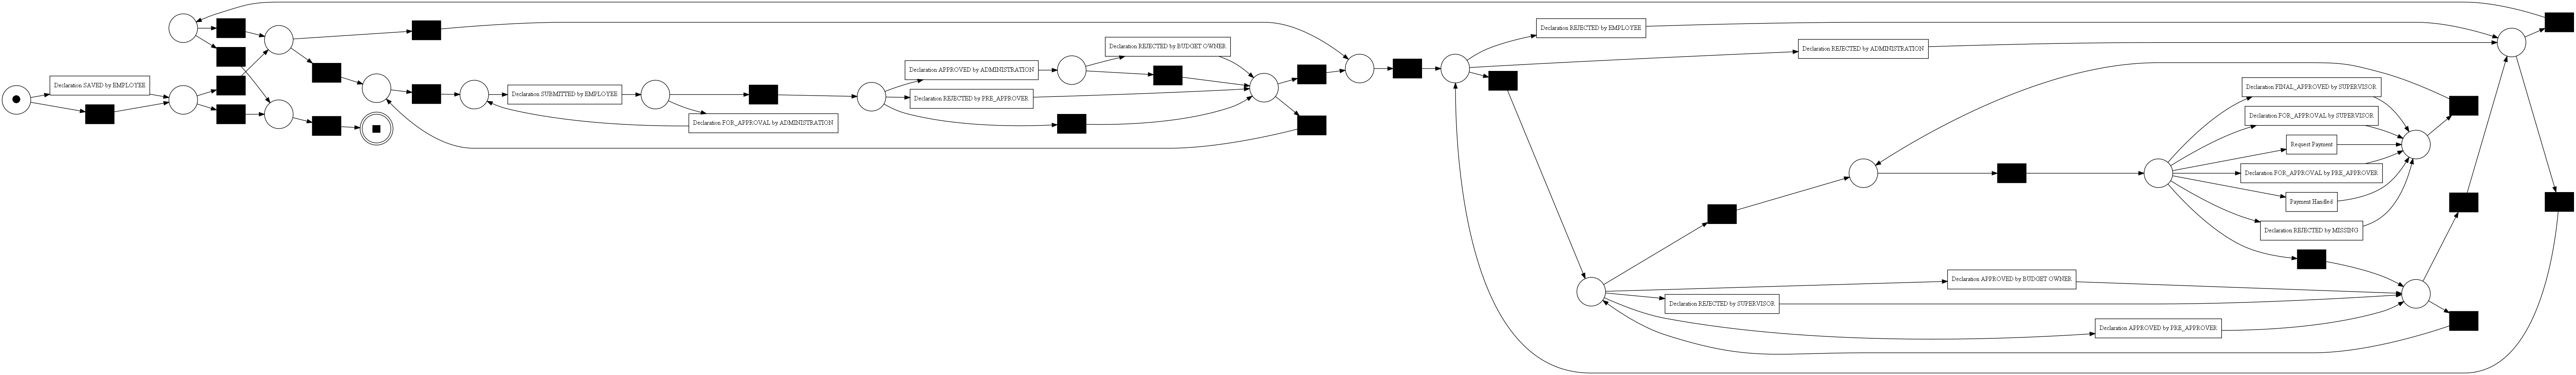 Declaration SAVED by EMPLOYEE
Declaration SUBMITTED by EMPLOYEE
Declaration FOR_APPROVAL by ADMINISTRATION
Declaration APPROVED by ADMINISTRATION
Declaration REJECTED by PRE_APPROVER
Declaration REJECTED by BUDGET OWNER
Declaration REJECTED by EMPLOYEE
Declaration REJECTED by ADMINISTRATION
Declaration FINAL_APPROVED by SUPERVISOR
Declaration FOR_APPROVAL by SUPERVISOR
Request Payment
Declaration FOR_APPROVAL by PRE_APPROVER
Payment Handled
Declaration REJECTED by MISSING
Declaration APPROVED by BUDGET OWNER
Declaration REJECTED by SUPERVISOR
Declaration APPROVED by PRE_APPROVER